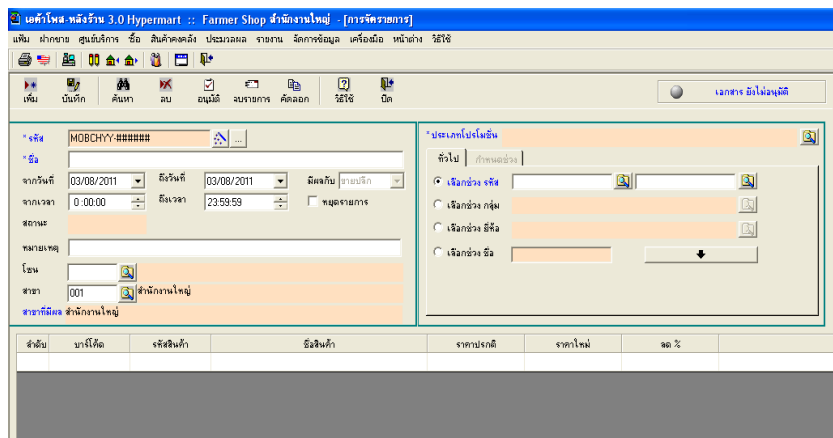 เอค้าโพส-หลังร้าน 3.0 Hypermart :: Farmer Shop สำนักงานใหญ่ - [การจัดรายการ]
แฟ้ม ฝากขาย ศูนย์บริการ ซื้อ สินค้าคงคลัง ประมวลผล รายงาน จัดการข้อมูล เครื่องมือ หน้าต่าง วิธีใช้
เพิ่ม บันทึก ค้นหา ลบ อนุมัติ จบรายการ คัดลอก วิธีใช้ ปิด เอกสาร ยังไม่อนุมัติ
* รหัส MOBCHYY-###### ...
* ชื่อ
จากวันที่ 03/08/2011 ถึงวันที่ 03/08/2011 มีผลกับ ขายปลีก
จากเวลา 0:00:00 ถึงเวลา 23:59:59 หยุดรายการ
สถานะ
หมายเหตุ
โซน
สาขา 001 สำนักงานใหญ่
สาขาที่มีผล สำนักงานใหญ่
* ประเภทโปรโมชั่น
ทั่วไป กำหนดช่วง
เลือกช่วง รหัส
เลือกช่วง กลุ่ม
เลือกช่วง ยี่ห้อ
เลือกช่วง ชื่อ
ลำดับ บาร์โค้ด รหัสสินค้า ชื่อสินค้า ราคาปรกติ ราคาใหม่ ลด %